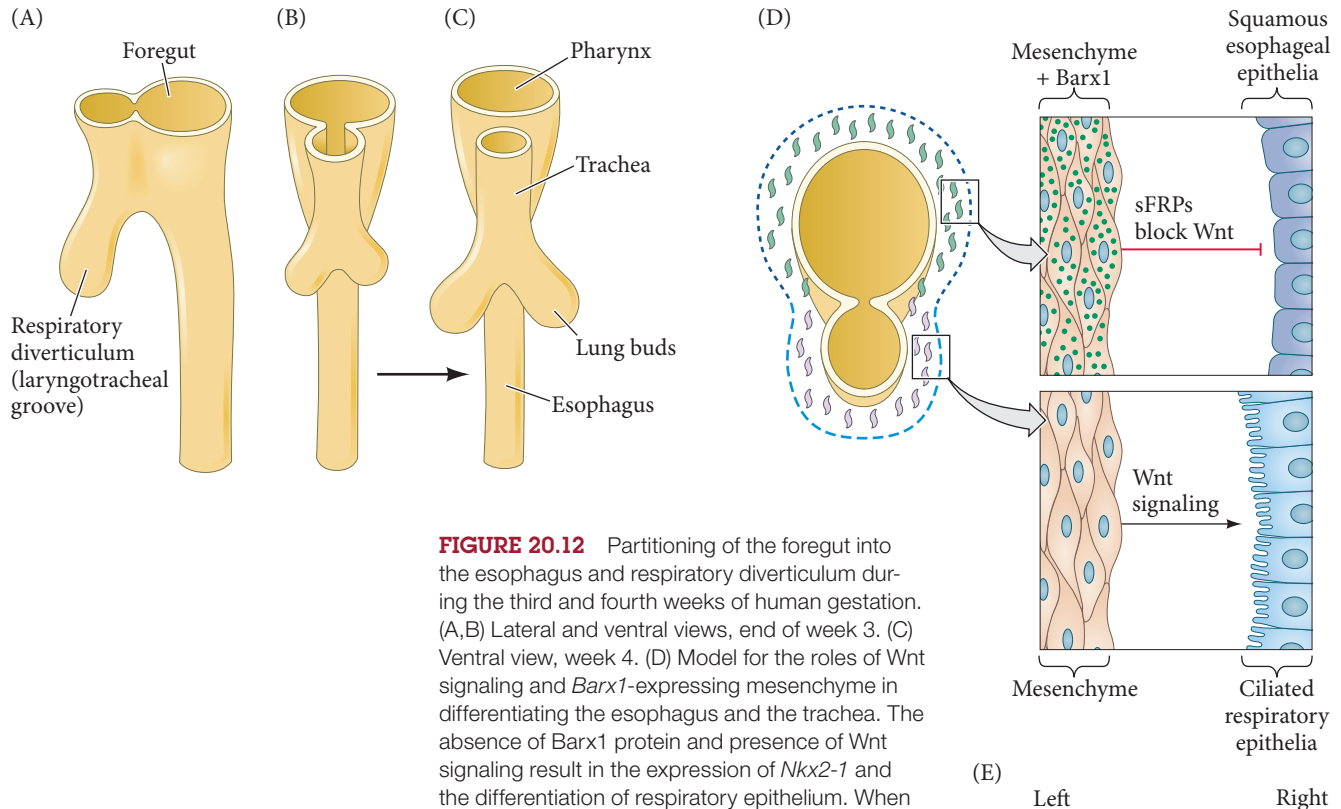 (A)
Foregut
Respiratory
diverticulum
(laryngotracheal
groove)
(B)
(C)
Pharynx
Trachea
Lung buds
Esophagus
(D)
Mesenchyme
+ Barx1
Squamous
esophageal
epithelia
sFRPs
block Wnt
Wnt
signaling
Mesenchyme
Ciliated
respiratory
epithelia
FIGURE 20.12 Partitioning of the foregut into
the esophagus and respiratory diverticulum dur-
ing the third and fourth weeks of human gestation.
(A,B) Lateral and ventral views, end of week 3. (C)
Ventral view, week 4. (D) Model for the roles of Wnt
signaling and Barx1-expressing mesenchyme in
differentiating the esophagus and the trachea. The
absence of Barx1 protein and presence of Wnt
signaling result in the expression of Nkx2-1 and
the differentiation of respiratory epithelium. When
(E)
Left
Right